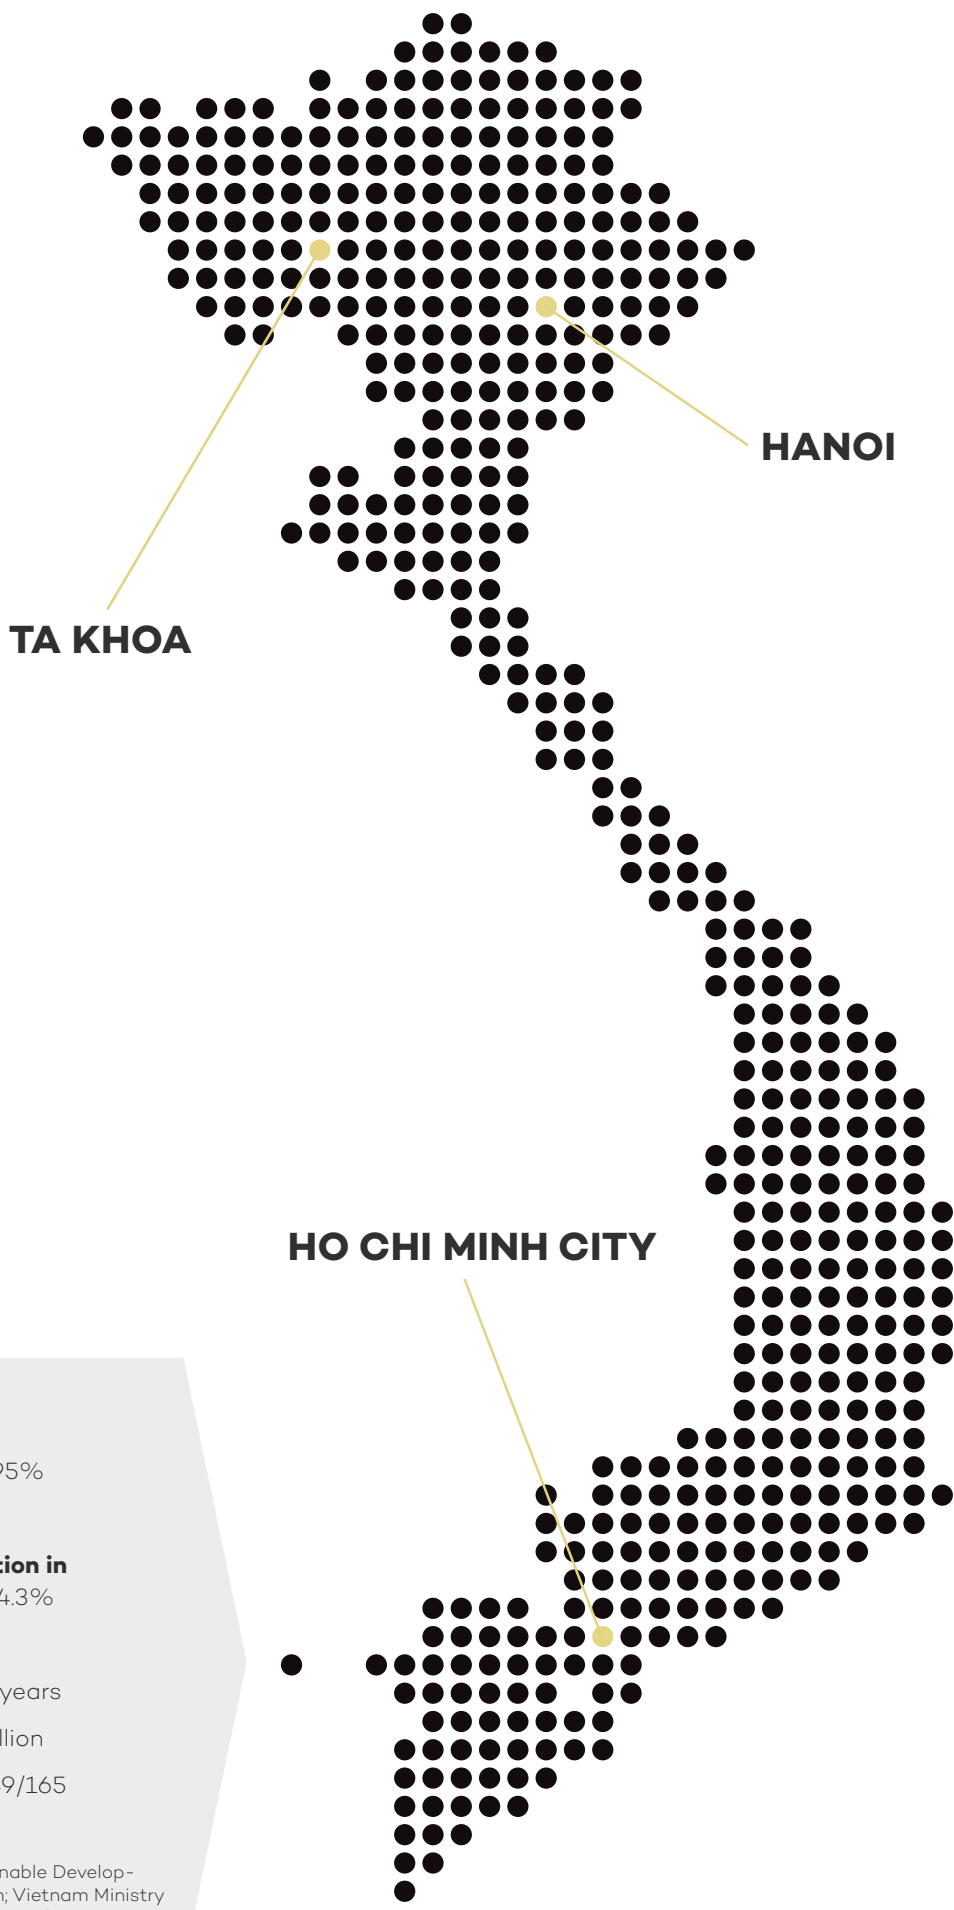 HANOI
TA KHOA
HO CHI MINH CITY
95%
tion in
4.3%
years
llion
9/165
nable Develop-
; Vietnam Ministry